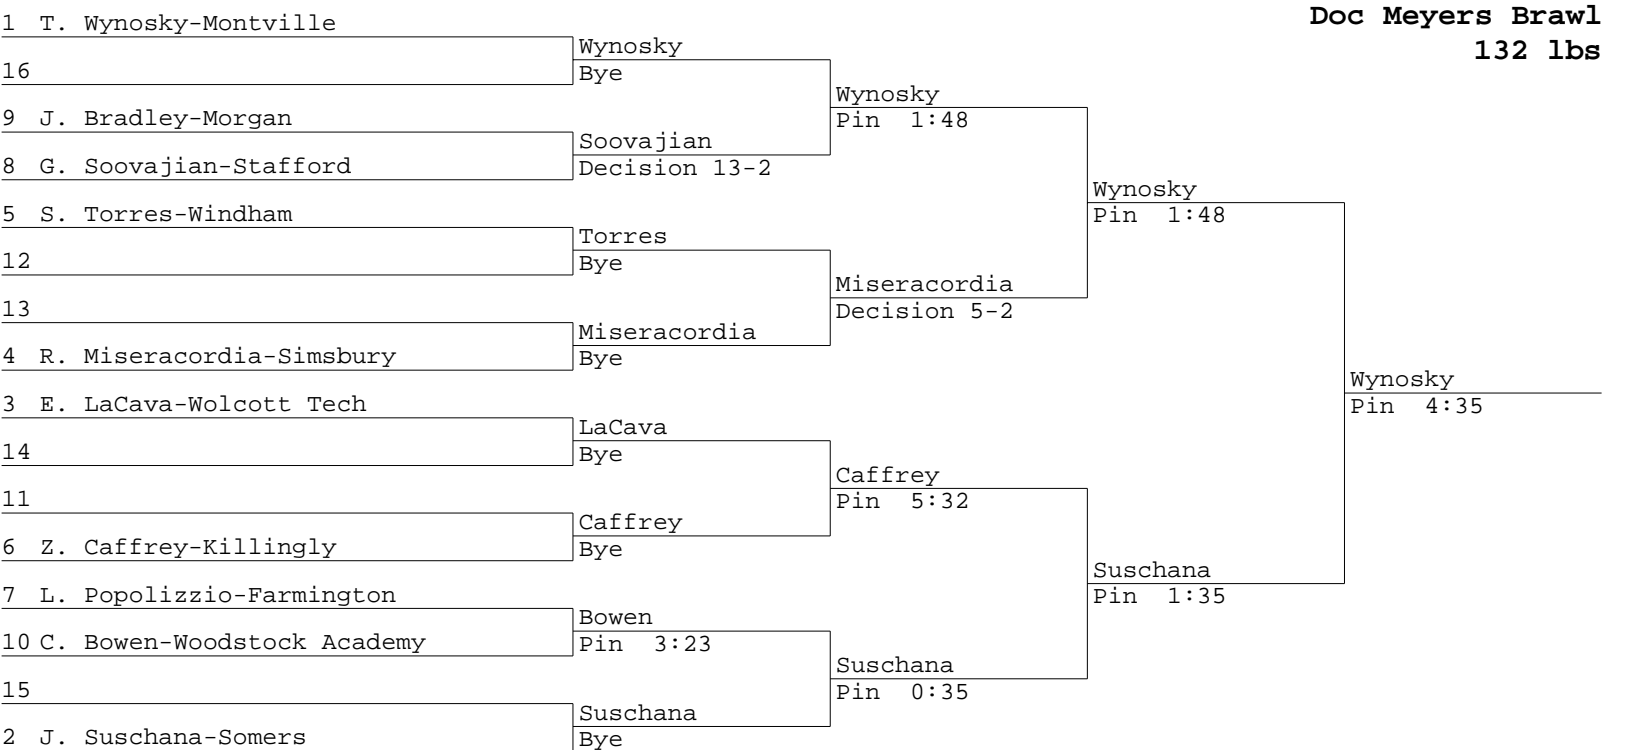 Doc Meyers Brawl
132 lbs
1 T. Wynosky-Montville
16
9 J. Bradley-Morgan
8 G. Soovajian-Stafford
5 S. Torres-Windham
12
13
4 R. Miseracordia-Simsbury
3 E. LaCava-Wolcott Tech
14
11
6 Z. Caffrey-Killingly
7 L. Popolizzio-Farmington
10 C. Bowen-Woodstock Academy
15
2 J. Suschana-Somers
Wynosky
Bye
Soovajian
Decision 13-2
Torres
Bye
Miseracordia
Bye
LaCava
Bye
Caffrey
Bye
Bowen
Pin 3:23
Suschana
Bye
Wynosky
Pin 1:48
Miseracordia
Decision 5-2
Caffrey
Pin 5:32
Suschana
Pin 0:35
Wynosky
Pin 1:48
Suschana
Pin 1:35
Wynosky
Pin 4:35